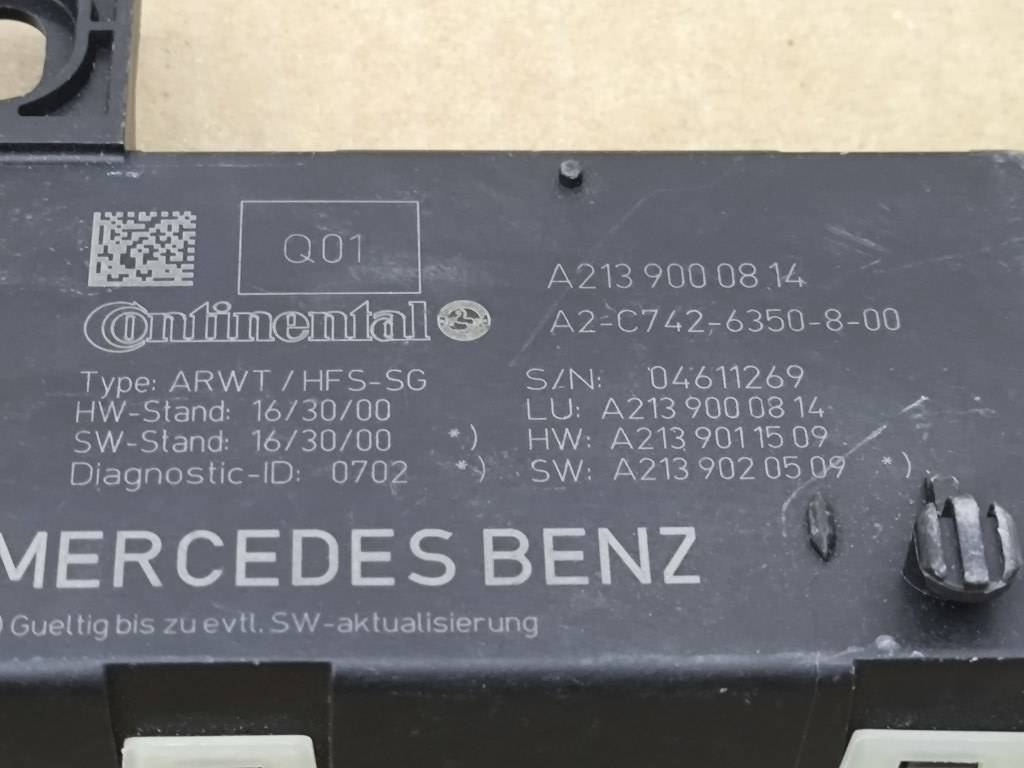 Q01
A213 900 08 14
Continental
A2-C742-6350-8-00
Type: ARWT / HFS-SG
S/N: 04611269
HW-Stand: 16/30/00
LU: A213 900 08 14
SW-Stand: 16/30/00 *)
HW: A213 901 15 09
Diagnostic-ID: 0702 *)
SW: A213 902 05 09 *)
MERCEDES BENZ
) Gueltig bis zu evtl. SW-aktualisierung